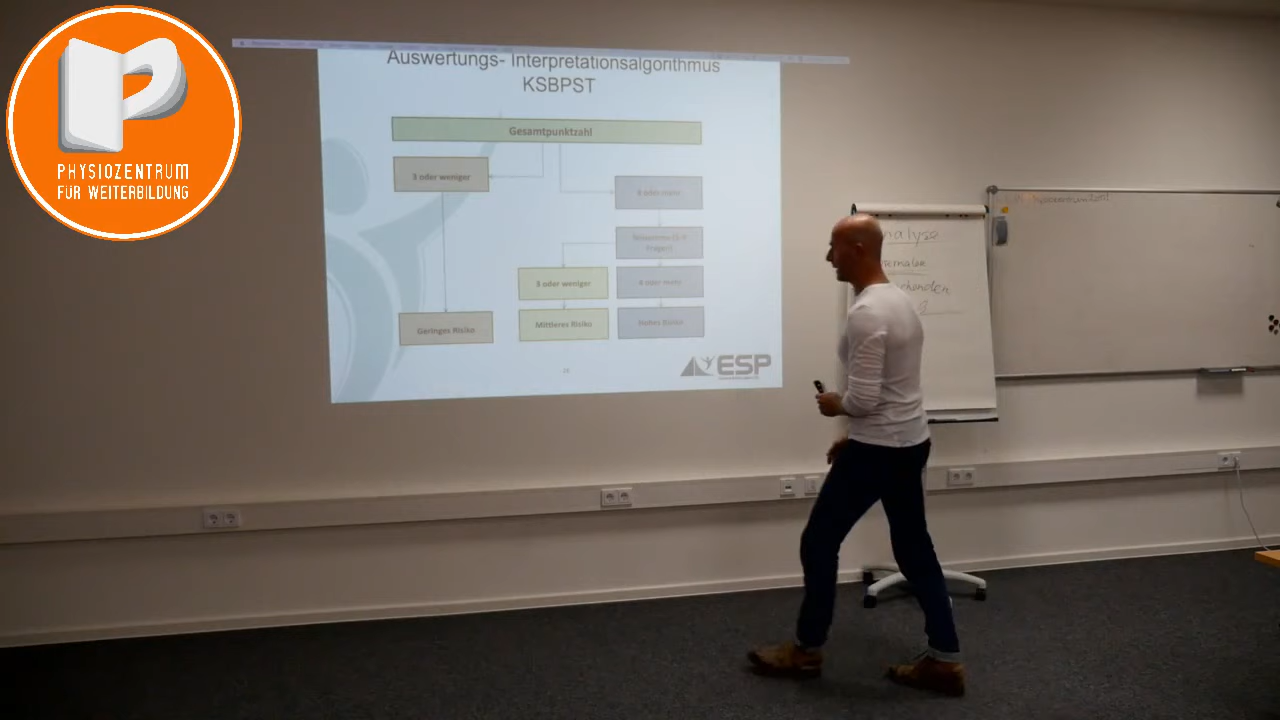 PHYSIOZENTRUM
FÜR WEITERBILDUNG
Auswertungs- Interpretationsalgorithmus
KSBPST
Gesamtpunktzahl
3 oder weniger
4 oder mehr
3 oder weniger
4 oder mehr
Geringes Risiko
Mittleres Risiko
Hohes Risiko
ESP
nalyse